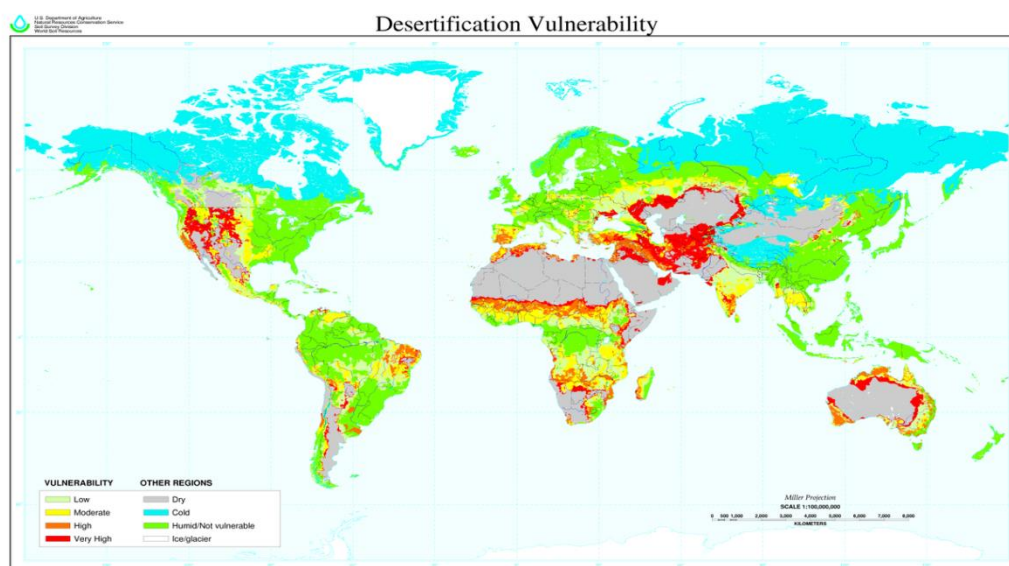 U.S. Department of Agriculture
Natural Resources Conservation Service
Soil Survey Division
World Soil Resources
Desertification Vulnerability
VULNERABILITY
Low
Moderate
High
Very High
OTHER REGIONS
Dry
Cold
Humid/Not vulnerable
Ice/glacier
Miller Projection
SCALE 1:100,000,000
0 500 1,000 2,000 3,000 4,000 5,000 6,000 7,000 8,000
KILOMETERS